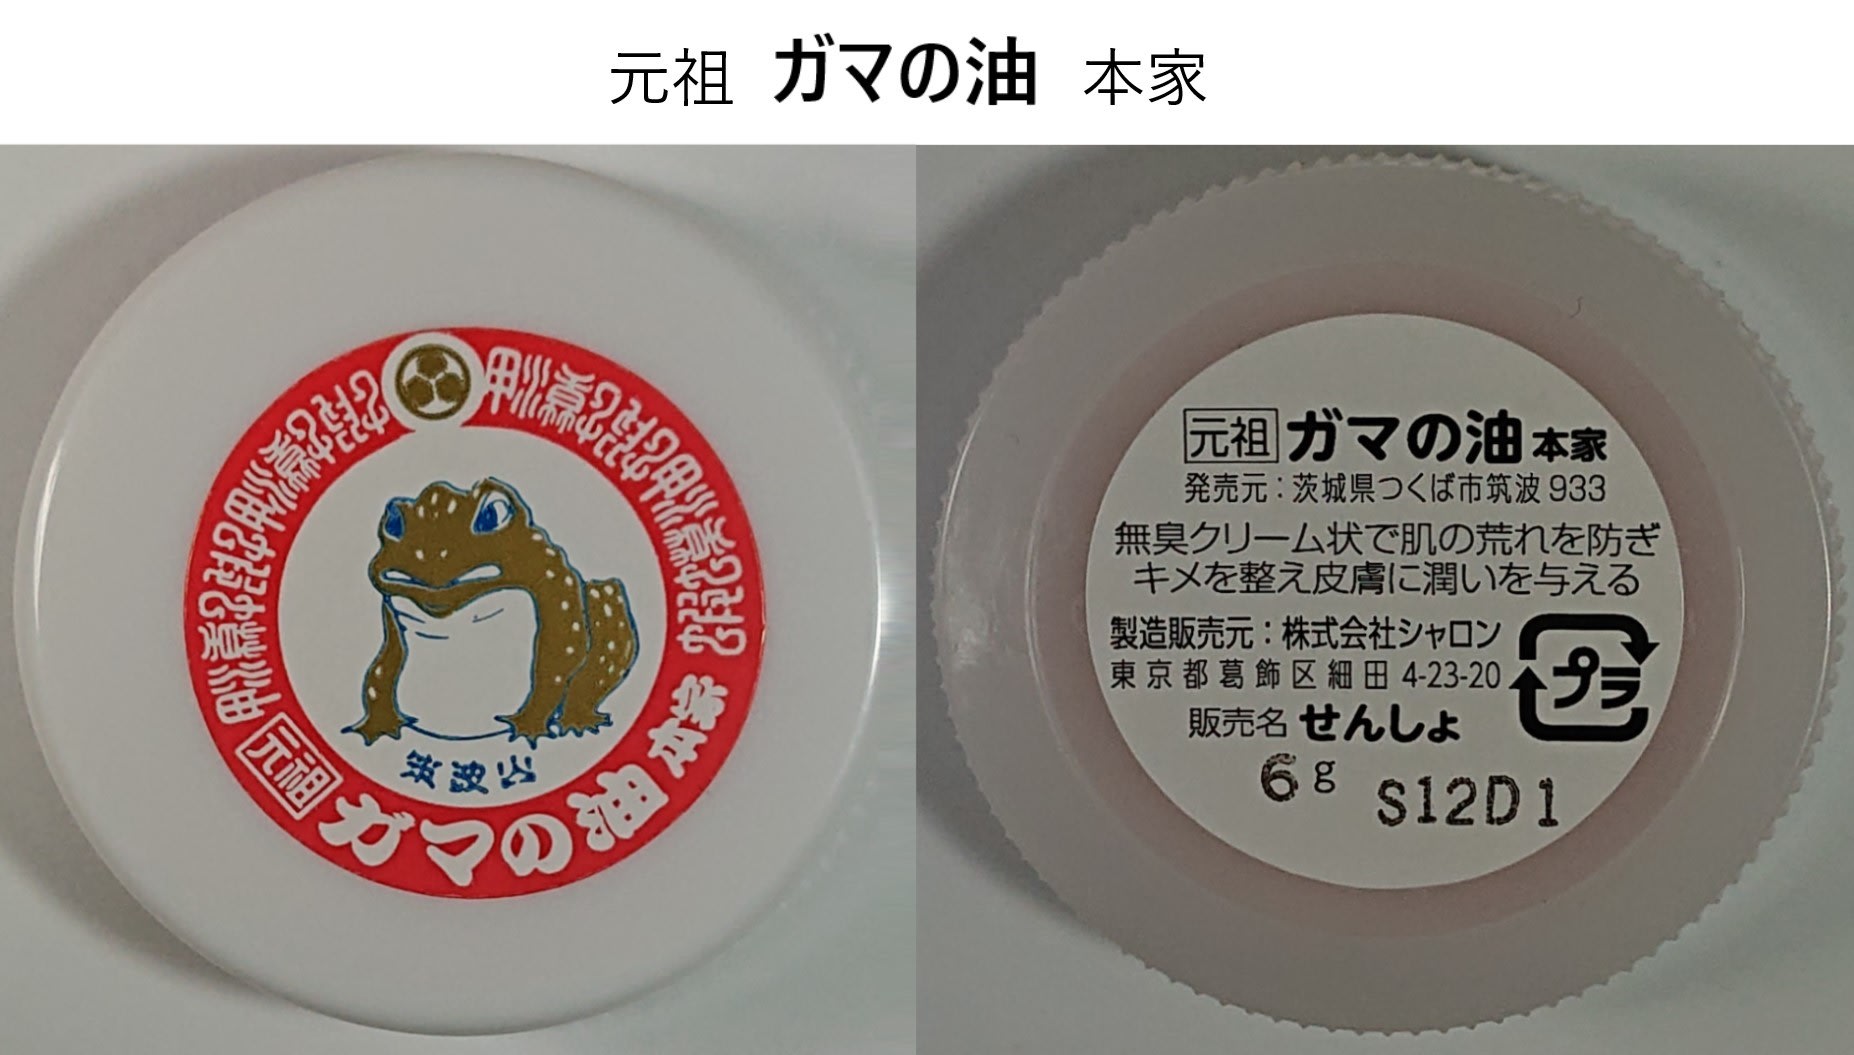 元祖 ガマの油 本家
元祖 ガマの油 本家
元祖 ガマの油 本家
発売元：茨城県つくば市筑波 933
無臭クリーム状で肌の荒れを防ぎ
キメを整え皮膚に潤いを与える
製造販売元：株式会社シャロン
東京都葛飾区細田 4-23-20
プラ
販売名 せんしょ
6g S12D1